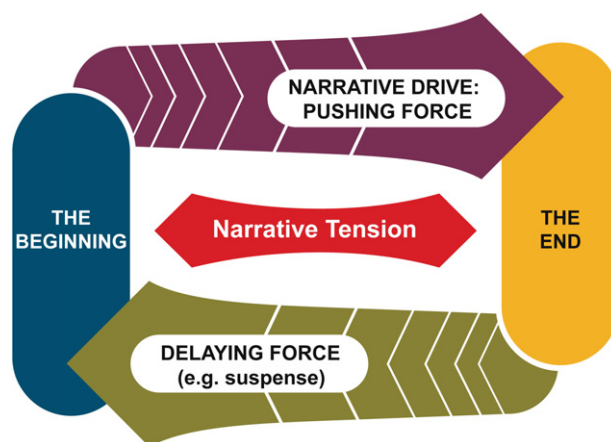 NARRATIVE DRIVE:
PUSHING FORCE
THE
BEGINNING
Narrative Tension
THE
END
DELAYING FORCE
(e.g. suspense)